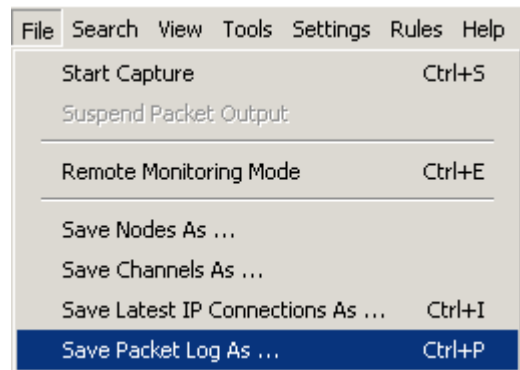 File Search View Tools Settings Rules Help
Start Capture Ctrl+S
Suspend Packet Output
Remote Monitoring Mode Ctrl+E
Save Nodes As ...
Save Channels As ...
Save Latest IP Connections As ... Ctrl+I
Save Packet Log As ... Ctrl+P